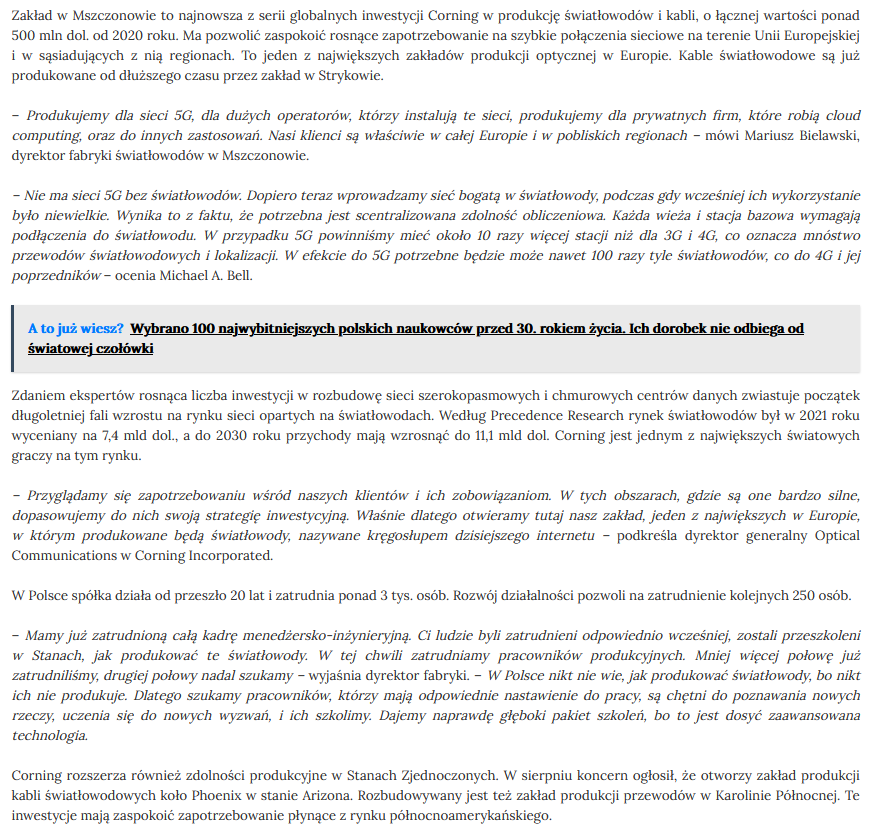 Zakład w Mszczonowie to najnowsza z serii globalnych inwestycji Corning w produkcję światłowodów i kabli, o łącznej wartości ponad
500 mln dol. od 2020 roku. Ma pozwolić zaspokoić rosnące zapotrzebowanie na szybkie połączenia sieciowe na terenie Unii Europejskiej
i w sąsiadujących z nią regionach. To jeden z największych zakładów produkcji optycznej w Europie. Kable światłowodowe są już
produkowane od dłuższego czasu przez zakład w Strykowie.
– Produkujemy dla sieci 5G, dla dużych operatorów, którzy instalują te sieci, produkujemy dla prywatnych firm, które robią cloud
computing, oraz do innych zastosowań. Nasi klienci są właściwie w całej Europie i w pobliskich regionach – mówi Mariusz Bielawski,
dyrektor fabryki światłowodów w Mszczonowie.
– Nie ma sieci 5G bez światłowodów. Dopiero teraz wprowadzamy sieć bogatą w światłowody, podczas gdy wcześniej ich wykorzystanie
było niewielkie. Wynika to z faktu, że potrzebna jest scentralizowana zdolność obliczeniowa. Każda wieża i stacja bazowa wymagają
podłączenia do światłowodu. W przypadku 5G powinniśmy mieć około 10 razy więcej stacji niż dla 3G i 4G, co oznacza mnóstwo
przewodów światłowodowych i lokalizacji. W efekcie do 5G potrzebne będzie może nawet 100 razy tyle światłowodów, co do 4G i jej
poprzedników – ocenia Michael A. Bell.
A to już wiesz? Wybrano 100 najwybitniejszych polskich naukowców przed 30. rokiem życia. Ich dorobek nie odbiega od
światowej czołówki
Zdaniem ekspertów rosnąca liczba inwestycji w rozbudowę sieci szerokopasmowych i chmurowych centrów danych zwiastuje początek
długoletniej fali wzrostu na rynku sieci opartych na światłowodach. Według Precedence Research rynek światłowodów był w 2021 roku
wyceniany na 7,4 mld dol., a do 2030 roku przychody mają wzrosnąć do 11,1 mld dol. Corning jest jednym z największych światowych
graczy na tym rynku.
– Przyglądamy się zapotrzebowaniu wśród naszych klientów i ich zobowiązaniom. W tych obszarach, gdzie są one bardzo silne,
dopasowujemy do nich swoją strategię inwestycyjną. Właśnie dlatego otwieramy tutaj nasz zakład, jeden z największych w Europie,
w którym produkowane będą światłowody, nazywane kręgosłupem dzisiejszego internetu – podkreśla dyrektor generalny Optical
Communications w Corning Incorporated.
W Polsce spółka działa od przeszło 20 lat i zatrudnia ponad 3 tys. osób. Rozwój działalności pozwoli na zatrudnienie kolejnych 250 osób.
– Mamy już zatrudnioną całą kadrę menedżersko-inżynieryjną. Ci ludzie byli zatrudnieni odpowiednio wcześniej, zostali przeszkoleni
w Stanach, jak produkować te światłowody. W tej chwili zatrudniamy pracowników produkcyjnych. Mniej więcej połowę już
zatrudniliśmy, drugiej połowy nadal szukamy – wyjaśnia dyrektor fabryki. – W Polsce nikt nie wie, jak produkować światłowody, bo nikt
ich nie produkuje. Dlatego szukamy pracowników, którzy mają odpowiednie nastawienie do pracy, są chętni do poznawania nowych
rzeczy, uczenia się do nowych wyzwań, i ich szkolimy. Dajemy naprawdę głęboki pakiet szkoleń, bo to jest dosyć zaawansowana
technologia.
Corning rozszerza również zdolności produkcyjne w Stanach Zjednoczonych. W sierpniu koncern ogłosił, że otworzy zakład produkcji
kabli światłowodowych koło Phoenix w stanie Arizona. Rozbudowywany jest też zakład produkcji przewodów w Karolinie Północnej. Te
inwestycje mają zaspokoić zapotrzebowanie płynące z rynku północnoamerykańskiego.